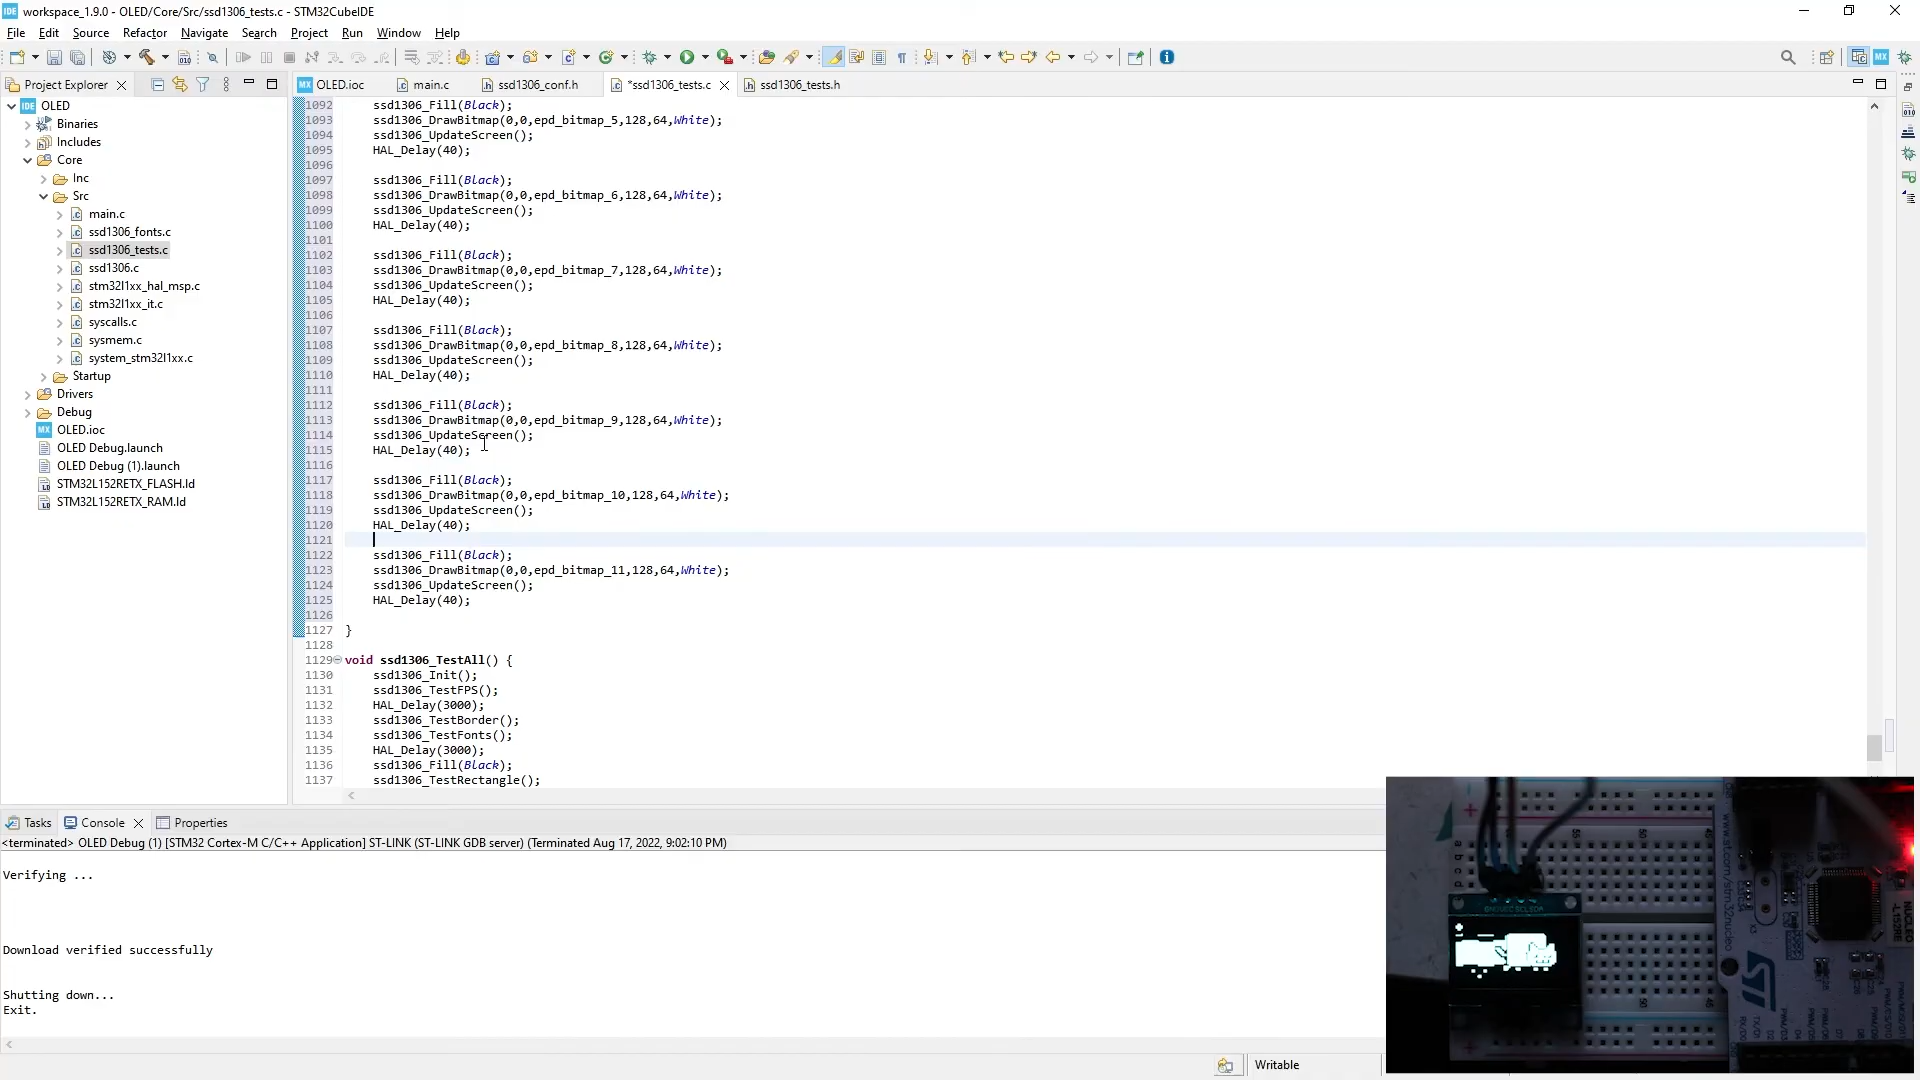 workspace_1.9.0 - OLED/Core/Src/ssd1306_tests.c - STM32CubeIDE
File Edit Source Refactor Navigate Search Project Run Window Help
Project Explorer
OLED.ioc main.c ssd1306_conf.h *ssd1306_tests.c ssd1306_tests.h
OLED
Binaries
Includes
Core
Inc
Src
main.c
ssd1306_fonts.c
ssd1306_tests.c
ssd1306.c
stm32l1xx_hal_msp.c
stm32l1xx_it.c
syscalls.c
sysmem.c
system_stm32l1xx.c
Startup
Drivers
Debug
OLED.ioc
OLED Debug.launch
OLED Debug (1).launch
STM32L152RETX_FLASH.ld
STM32L152RETX_RAM.ld
1092 ssd1306_Fill(Black);
1093 ssd1306_DrawBitmap(0,0,epd_bitmap_5,128,64,White);
1094 ssd1306_UpdateScreen();
1095 HAL_Delay(40);
1096
1097 ssd1306_Fill(Black);
1098 ssd1306_DrawBitmap(0,0,epd_bitmap_6,128,64,White);
1099 ssd1306_UpdateScreen();
1100 HAL_Delay(40);
1101
1102 ssd1306_Fill(Black);
1103 ssd1306_DrawBitmap(0,0,epd_bitmap_7,128,64,White);
1104 ssd1306_UpdateScreen();
1105 HAL_Delay(40);
1106
1107 ssd1306_Fill(Black);
1108 ssd1306_DrawBitmap(0,0,epd_bitmap_8,128,64,White);
1109 ssd1306_UpdateScreen();
1110 HAL_Delay(40);
1111
1112 ssd1306_Fill(Black);
1113 ssd1306_DrawBitmap(0,0,epd_bitmap_9,128,64,White);
1114 ssd1306_UpdateScreen();
1115 HAL_Delay(40);
1116
1117 ssd1306_Fill(Black);
1118 ssd1306_DrawBitmap(0,0,epd_bitmap_10,128,64,White);
1119 ssd1306_UpdateScreen();
1120 HAL_Delay(40);
1121
1122 ssd1306_Fill(Black);
1123 ssd1306_DrawBitmap(0,0,epd_bitmap_11,128,64,White);
1124 ssd1306_UpdateScreen();
1125 HAL_Delay(40);
1126
1127 }
1128
1129 void ssd1306_TestAll() {
1130 ssd1306_Init();
1131 ssd1306_TestFPS();
1132 HAL_Delay(3000);
1133 ssd1306_TestBorder();
1134 ssd1306_TestFonts();
1135 HAL_Delay(3000);
1136 ssd1306_Fill(Black);
1137 ssd1306_TestRectangle();
Tasks Console Properties
<terminated> OLED Debug (1) [STM32 Cortex-M C/C++ Application] ST-LINK (ST-LINK GDB server) (Terminated Aug 17, 2022, 9:02:10 PM)
Verifying ...
Download verified successfully
Shutting down...
Exit.
Writable
www.st.com/stm32nucleo
NUCLEO
-L152RE